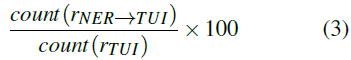 count(r_{NER→TUI}) / count(r_{TUI}) × 100 (3)